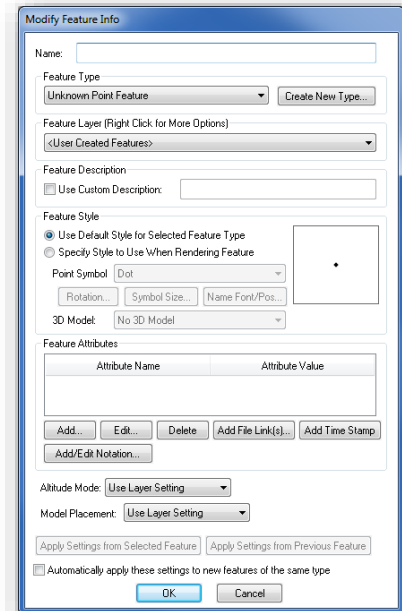 Modify Feature Info
Name:
Feature Type
Unknown Point Feature
Create New Type...
Feature Layer (Right Click for More Options)
<User Created Features>
Feature Description
Use Custom Description:
Feature Style
Use Default Style for Selected Feature Type
Specify Style to Use When Rendering Feature
Point Symbol Dot
Rotation... Symbol Size... Name Font/Pos...
3D Model: No 3D Model
Feature Attributes
Attribute Name Attribute Value
Add... Edit... Delete Add File Link(s)... Add Time Stamp
Add/Edit Notation...
Altitude Mode: Use Layer Setting
Model Placement: Use Layer Setting
Apply Settings from Selected Feature Apply Settings from Previous Feature
Automatically apply these settings to new features of the same type
OK Cancel